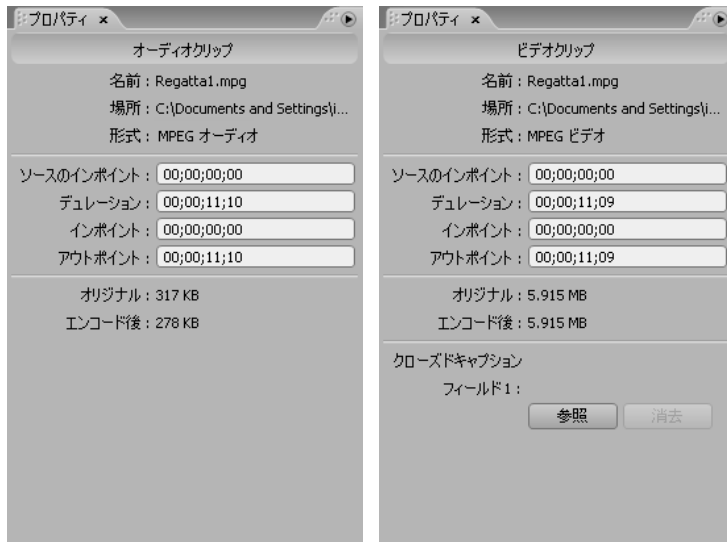 プロパティ ×
オーディオクリップ
名前 : Regatta1.mpg
場所 : C:\Documents and Settings\i...
形式 : MPEG オーディオ
ソースのインポイント : 00;00;00;00
デュレーション : 00;00;11;10
インポイント : 00;00;00;00
アウトポイント : 00;00;11;10
オリジナル : 317 KB
エンコード後 : 278 KB
プロパティ ×
ビデオクリップ
名前 : Regatta1.mpg
場所 : C:\Documents and Settings\i...
形式 : MPEG ビデオ
ソースのインポイント : 00;00;00;00
デュレーション : 00;00;11;09
インポイント : 00;00;00;00
アウトポイント : 00;00;11;09
オリジナル : 5.915 MB
エンコード後 : 5.915 MB
クローズドキャプション
フィールド1 :
参照 消去